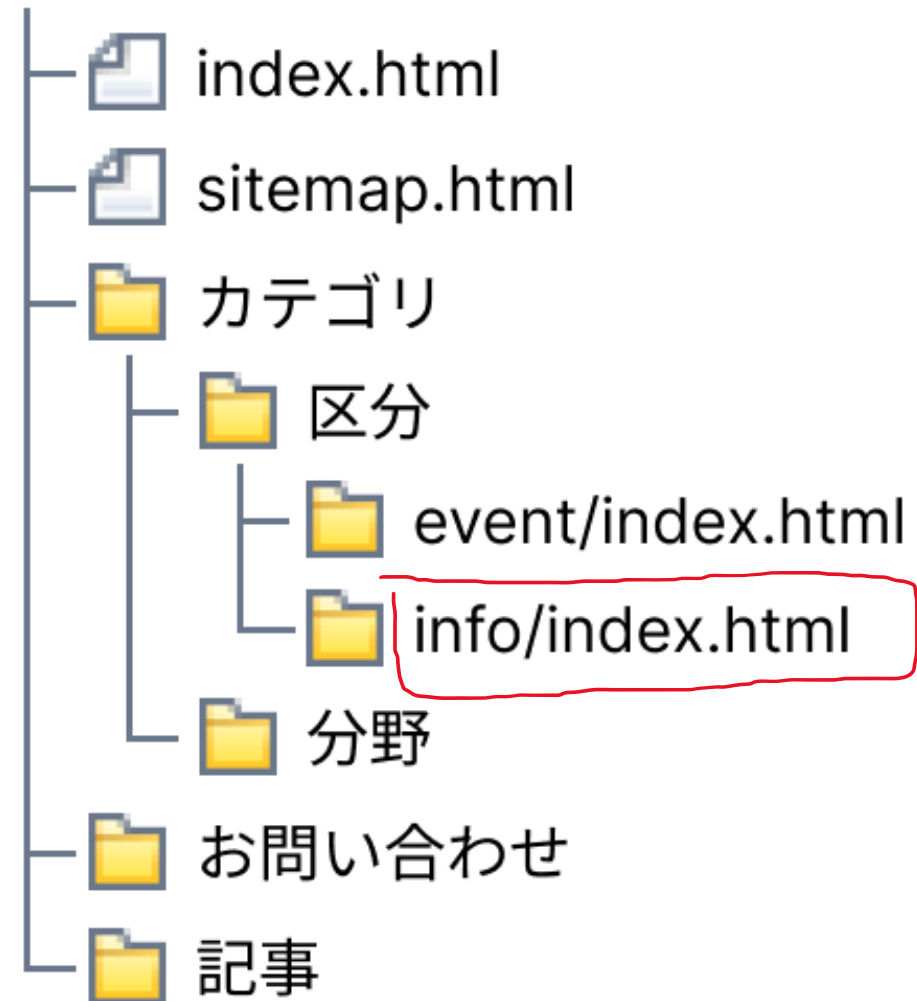 index.html
sitemap.html
カテゴリ
区分
event/index.html
info/index.html
分野
お問い合わせ
記事